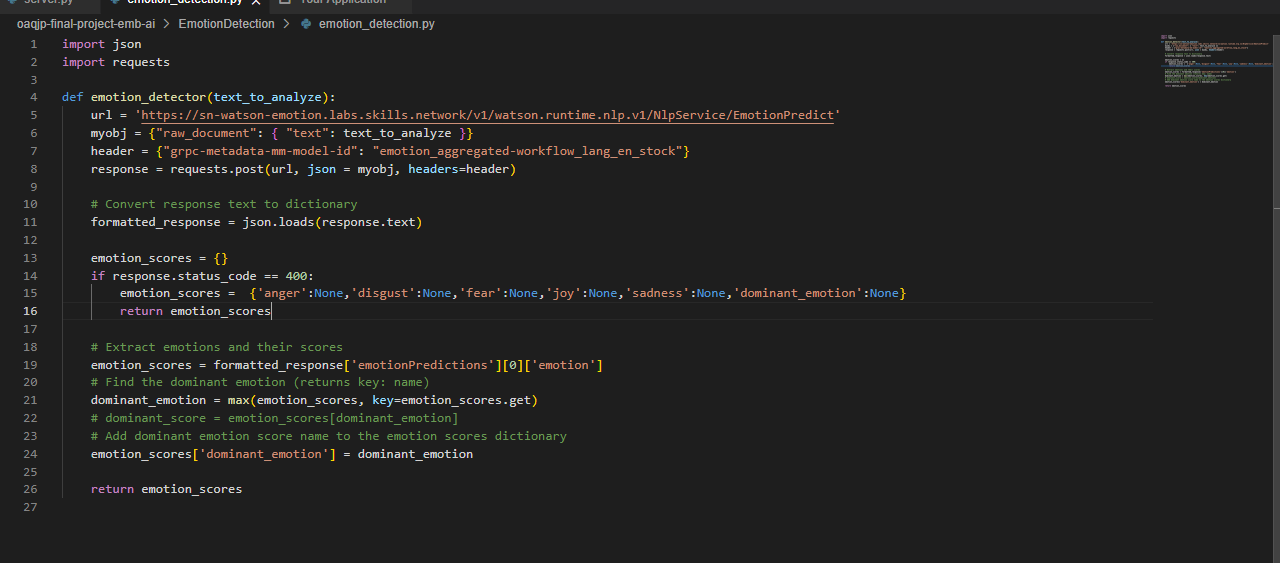 server.py emotion_detection.py Your Application
oaqjp-final-project-emb-ai > EmotionDetection > emotion_detection.py
1 import json
2 import requests
3
4 def emotion_detector(text_to_analyze):
5     url = 'https://sn-watson-emotion.labs.skills.network/v1/watson.runtime.nlp.v1/NlpService/EmotionPredict'
6     myobj = {"raw_document": { "text": text_to_analyze }}
7     header = {"grpc-metadata-mm-model-id": "emotion_aggregated-workflow_lang_en_stock"}
8     response = requests.post(url, json = myobj, headers=header)
9
10     # Convert response text to dictionary
11     formatted_response = json.loads(response.text)
12
13     emotion_scores = {}
14     if response.status_code == 400:
15         emotion_scores =  {'anger':None,'disgust':None,'fear':None,'joy':None,'sadness':None,'dominant_emotion':None}
16         return emotion_scores
17
18     # Extract emotions and their scores
19     emotion_scores = formatted_response['emotionPredictions'][0]['emotion']
20     # Find the dominant emotion (returns key: name)
21     dominant_emotion = max(emotion_scores, key=emotion_scores.get)
22     # dominant_score = emotion_scores[dominant_emotion]
23     # Add dominant emotion score name to the emotion scores dictionary
24     emotion_scores['dominant_emotion'] = dominant_emotion
25
26     return emotion_scores
27